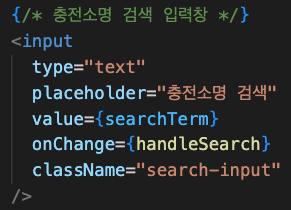 {/* 충전소명 검색 입력창 */}
<input
  type="text"
  placeholder="충전소명 검색"
  value={searchTerm}
  onChange={handleSearch}
  className="search-input"
/>